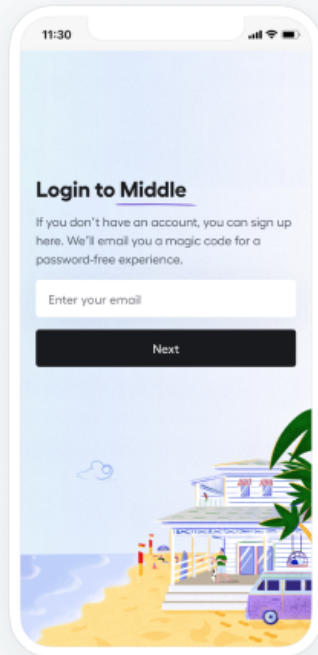 11:30
Login to Middle
If you don't have an account, you can sign up
here. We'll email you a magic code for a
password-free experience.
Enter your email
Next